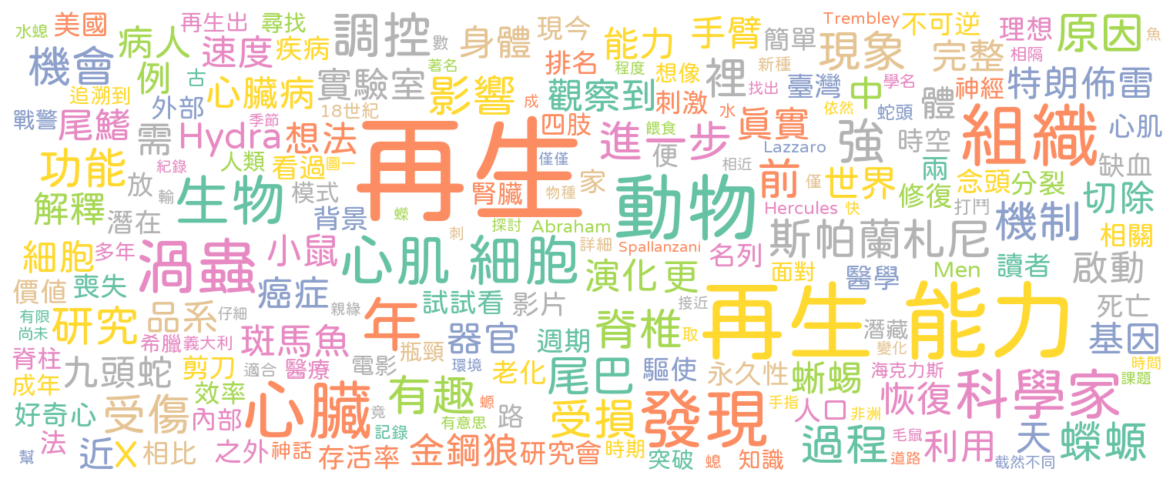 水螅 美國 病人 速度 疾病 再生出 尋找 調控 數 身體 現今 能力 手臂 Trembley 簡單 不可逆 現象 理想 完整 相隔 原因 魚
機會 例 古 心臟病 實驗室 著名 影響 排名 程度 想像 新種 裡 找出 臺灣 中 體 學名 神經 特朗佈雷
追溯到 外部 18世紀 成 觀察到 刺激 水 依然 蛇頭
戰警 尾鰭 季節 Hydra 想法 四肢 餵食 進一步 便 眞實 Lazzaro 強 時空 兩 心肌 缺血
需 再生 動物 組織
功能 紀錄 人類 看過 圖一 僅僅 相近 前 世界 修復 念頭 分裂
解釋 放 輸 生物 模式 腎臟 物種 家 僅 打鬥 切除
潛在 背景 蠑 刺 探討 Abraham Hercules 快 機制 相關
細胞 多年 渦蟲 小鼠 心肌 細胞 詳細 Spallanzani 名列 斯帕蘭札尼 啟動
價值 喪失 癌症 試試看 影片 演化 更 接近 面對 醫學 Men 讀者 死亡
有限 尚未 研究 品系 仔細 親緣 年 再生 能力 潛藏 基因
希臘 義大利 斑馬魚 瓶頸 器官 週期 脊椎 取 變化
脊柱 九頭蛇 剪刀 適合 醫療 電影 老化 環境 尾巴 驅使 永久性 蜥蜴 海克力斯 時間 課題
成年 效率 心臟 有趣 蠑螈 手指 人口 非洲 恢復 科學家
好奇心 受傷 內部 竟 記錄 有意思 螈 路 受損 發現
幫 法 近 X 相比 之外 神話 存活率 金鋼狼 研究會 時期 突破 螅 知識 過程 毛鼠 道路 利用 天 截然不同